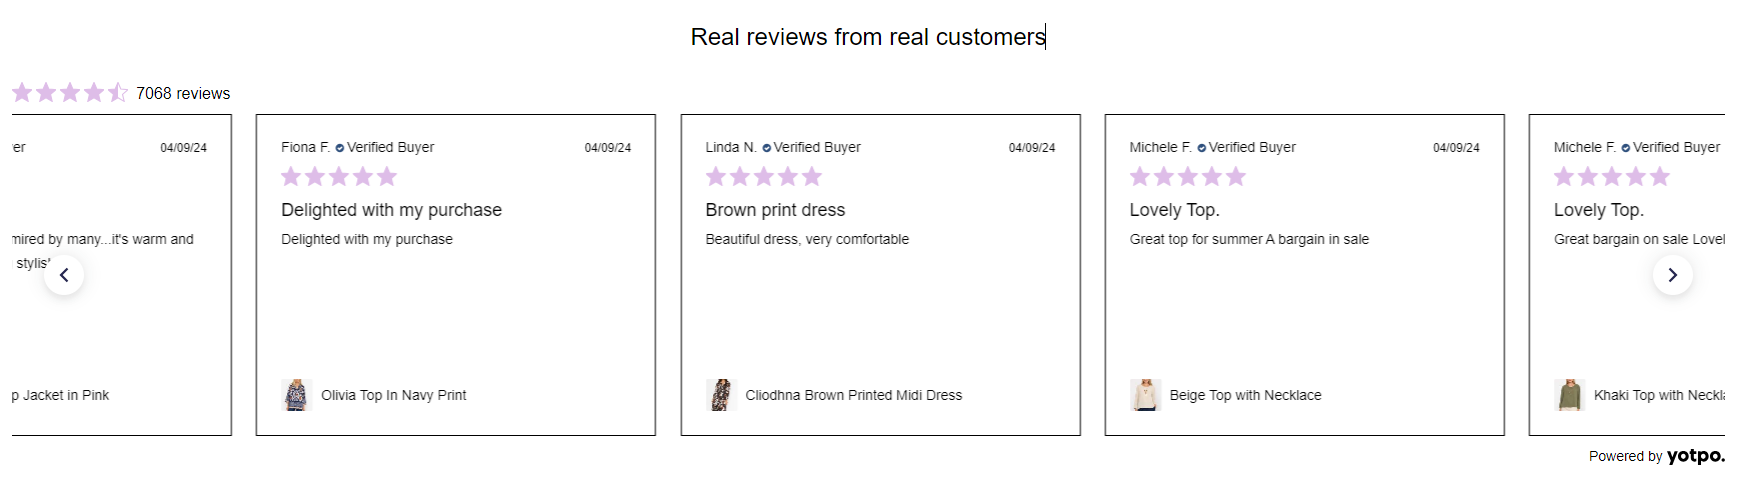 Real reviews from real customers
7068 reviews
04/09/24
mired by many...it's warm and
stylis
p Jacket in Pink
Fiona F. Verified Buyer 04/09/24
Delighted with my purchase
Delighted with my purchase
Olivia Top In Navy Print
Linda N. Verified Buyer 04/09/24
Brown print dress
Beautiful dress, very comfortable
Cliodhna Brown Printed Midi Dress
Michele F. Verified Buyer 04/09/24
Lovely Top.
Great top for summer A bargain in sale
Beige Top with Necklace
Michele F. Verified Buyer
Lovely Top.
Great bargain on sale Lovel
Khaki Top with Neckl
Powered by yotpo.